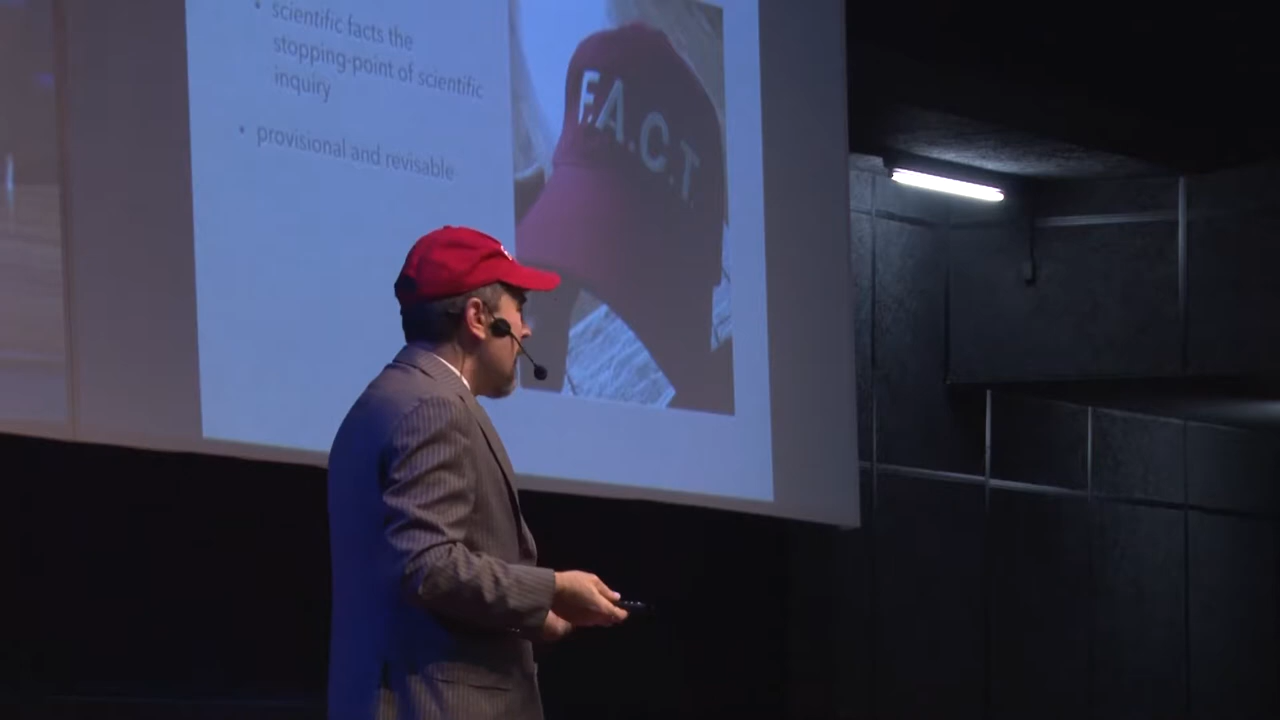 • scientific facts the
stopping-point of scientific
inquiry
• provisional and revisable
F.A.C.T.